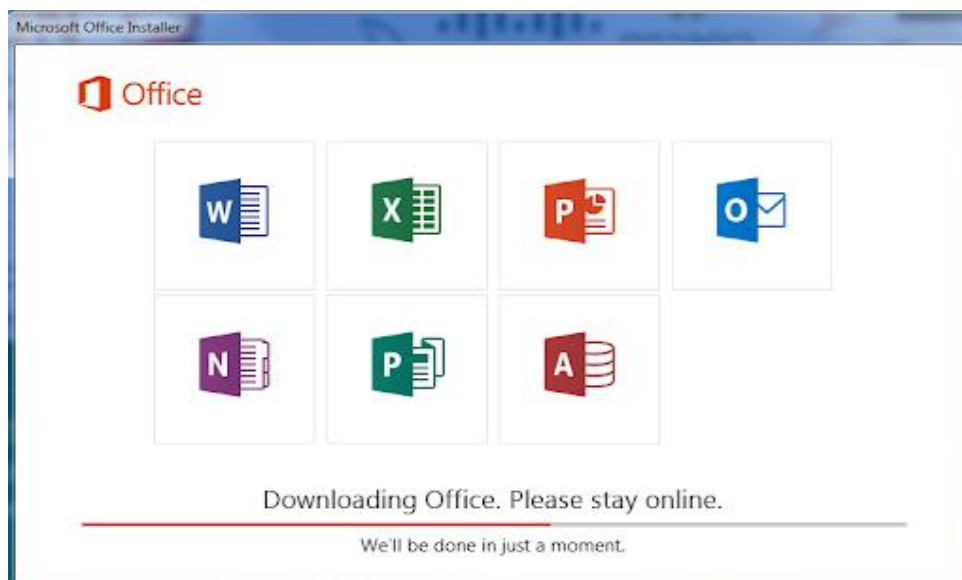 Microsoft Office Installer
Office
W X P O
N P A
Downloading Office. Please stay online.
We'll be done in just a moment.